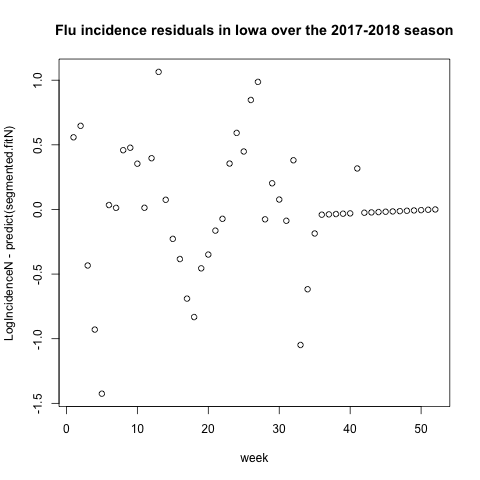 Flu incidence residuals in Iowa over the 2017-2018 season
LogIncidenceN - predict(segmented.fitN)
1.0
0.5
0.0
-0.5
-1.0
-1.5
0 10 20 30 40 50
week